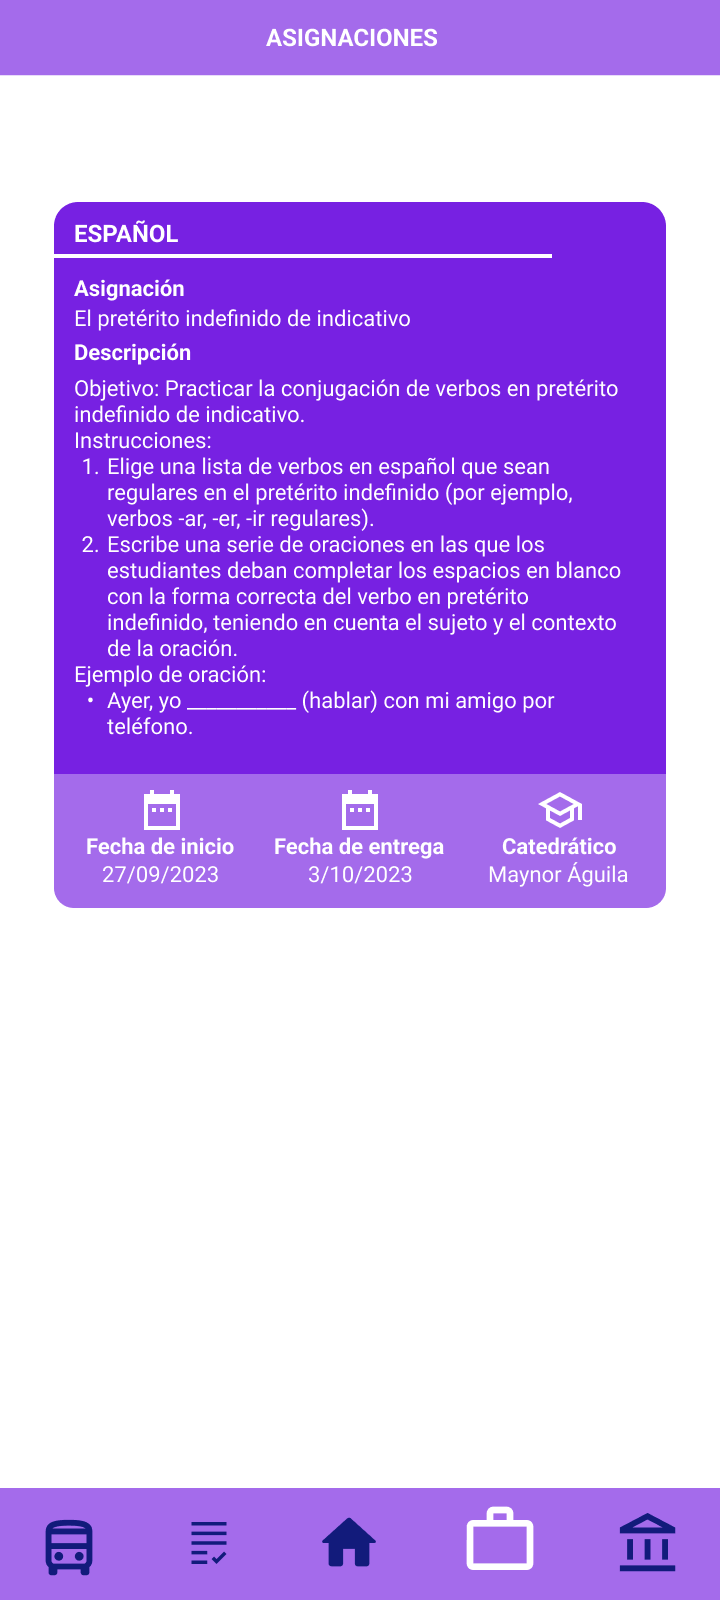 ASIGNACIONES
ESPAÑOL
Asignación
El pretérito indefinido de indicativo
Descripción
Objetivo: Practicar la conjugación de verbos en pretérito
indefinido de indicativo.
Instrucciones:
1. Elige una lista de verbos en español que sean
regulares en el pretérito indefinido (por ejemplo,
verbos -ar, -er, -ir regulares).
2. Escribe una serie de oraciones en las que los
estudiantes deban completar los espacios en blanco
con la forma correcta del verbo en pretérito
indefinido, teniendo en cuenta el sujeto y el contexto
de la oración.
Ejemplo de oración:
• Ayer, yo __________ (hablar) con mi amigo por
teléfono.
Fecha de inicio Fecha de entrega Catedrático
27/09/2023 3/10/2023 Maynor Águila